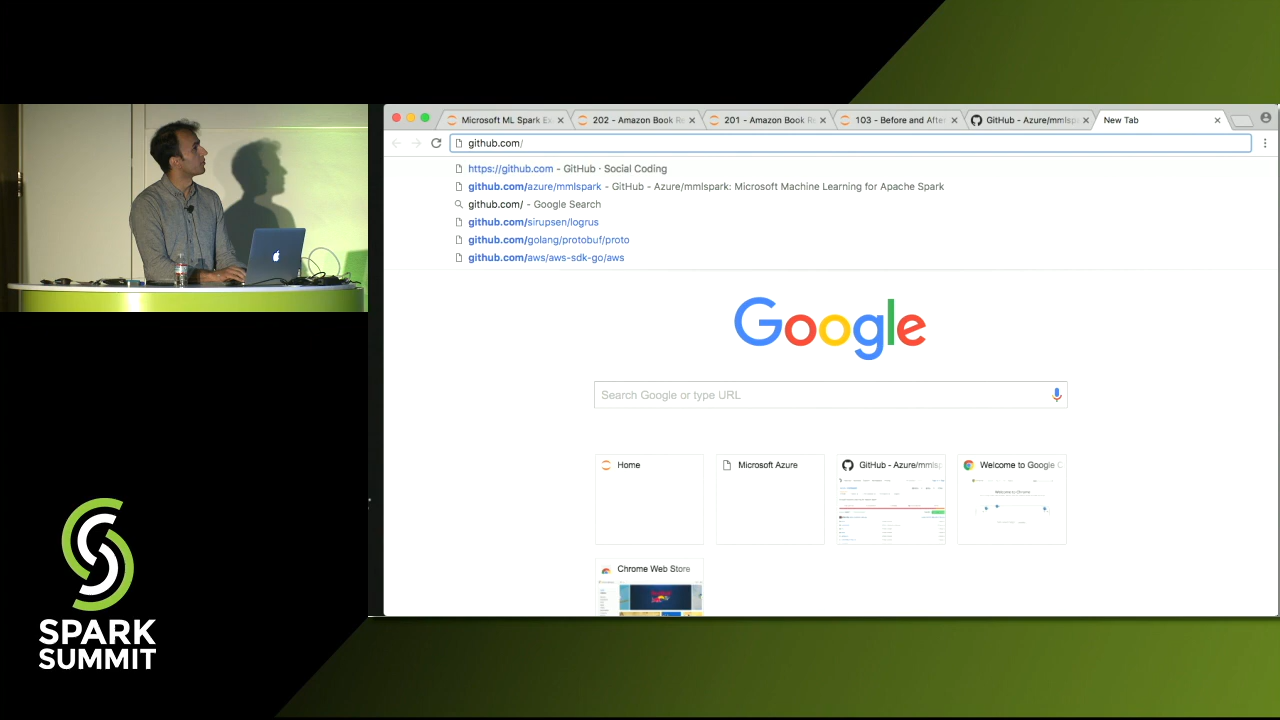 Microsoft ML Spark Ex
202 - Amazon Book Re
201 - Amazon Book Re
103 - Before and After
GitHub - Azure/mmlsp
New Tab
github.com/
https://github.com - GitHub · Social Coding
github.com/azure/mmlspark - GitHub - Azure/mmlspark: Microsoft Machine Learning for Apache Spark
github.com/ - Google Search
github.com/sirupsen/logrus
github.com/golang/protobuf/proto
github.com/aws/aws-sdk-go/aws
Google
Search Google or type URL
Home
Microsoft Azure
GitHub - Azure/mmlsp
Welcome to Google C
Chrome Web Store
SPARK
SUMMIT